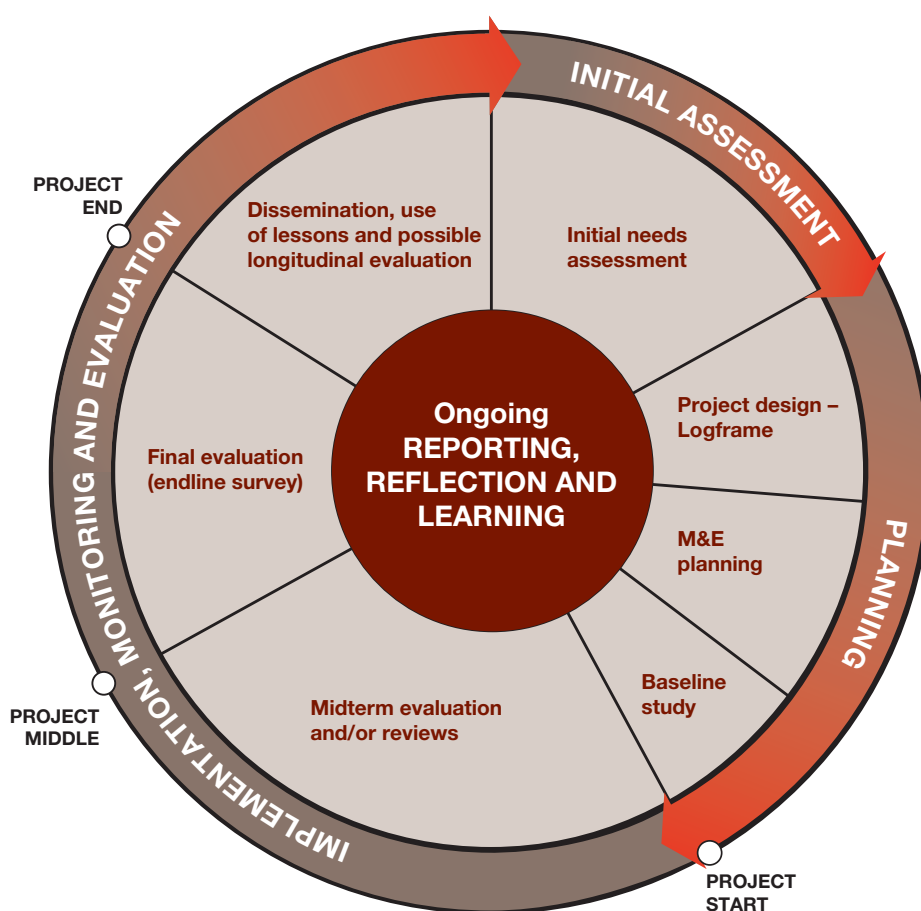 INITIAL ASSESSMENT
PLANNING
IMPLEMENTATION, MONITORING AND EVALUATION
PROJECT
END
PROJECT
MIDDLE
PROJECT
START
Initial needs
assessment
Project design –
Logframe
M&E
planning
Baseline
study
Midterm evaluation
and/or reviews
Final evaluation
(endline survey)
Dissemination, use
of lessons and possible
longitudinal evaluation
Ongoing
REPORTING,
REFLECTION AND
LEARNING